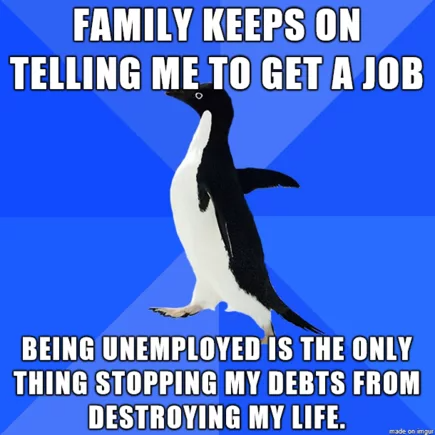 FAMILY KEEPS ON
TELLING ME TO GET A JOB
BEING UNEMPLOYED IS THE ONLY
THING STOPPING MY DEBTS FROM
DESTROYING MY LIFE.
made on imgur